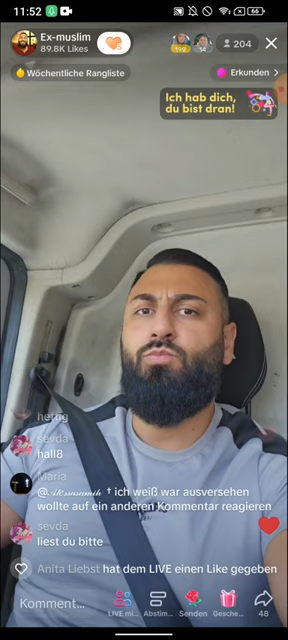 11:52
66
Ex-muslim
89.8K Likes
204
Wöchentliche Rangliste
Erkunden >
Ich hab dich,
du bist dran!
sevda
hall8
Maria
† ich weiß war ausversehen
wollte auf ein anderen Kommentar reagieren
sevda
liest du bitte
Anita Liebst hat dem LIVE einen Like gegeben
Komment...
LIVE mi...
Abstim...
Senden
Gesche...
48